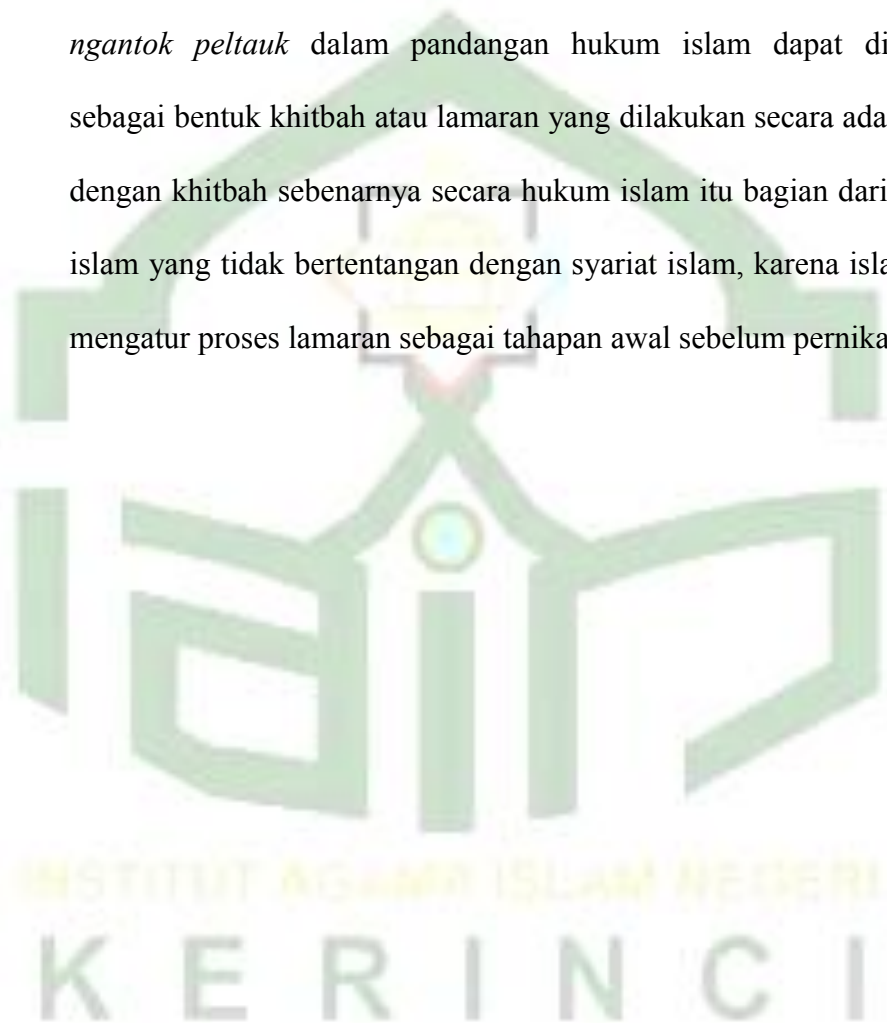 ngantok peltauk dalam pandangan hukum islam dapat di
sebagai bentuk khitbah atau lamaran yang dilakukan secara ada
dengan khitbah sebenarnya secara hukum islam itu bagian dari
islam yang tidak bertentangan dengan syariat islam, karena isla
mengatur proses lamaran sebagai tahapan awal sebelum pernika
INSTITUT AGAMA ISLAM NEGERI
KERINCI